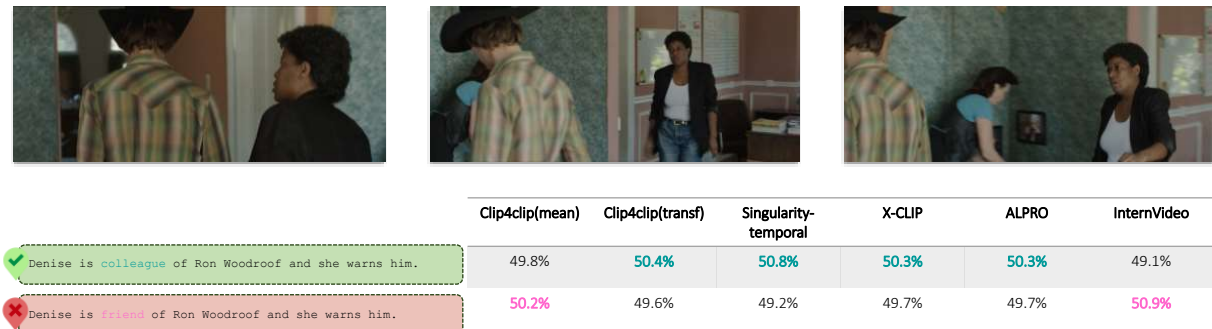 Clip4clip(mean) Clip4clip(transf) Singularity- X-CLIP ALPRO InternVideo
temporal
Denise is colleague of Ron Woodroof and she warns him. 49.8% 50.4% 50.8% 50.3% 50.3% 49.1%
Denise is friend of Ron Woodroof and she warns him. 50.2% 49.6% 49.2% 49.7% 49.7% 50.9%